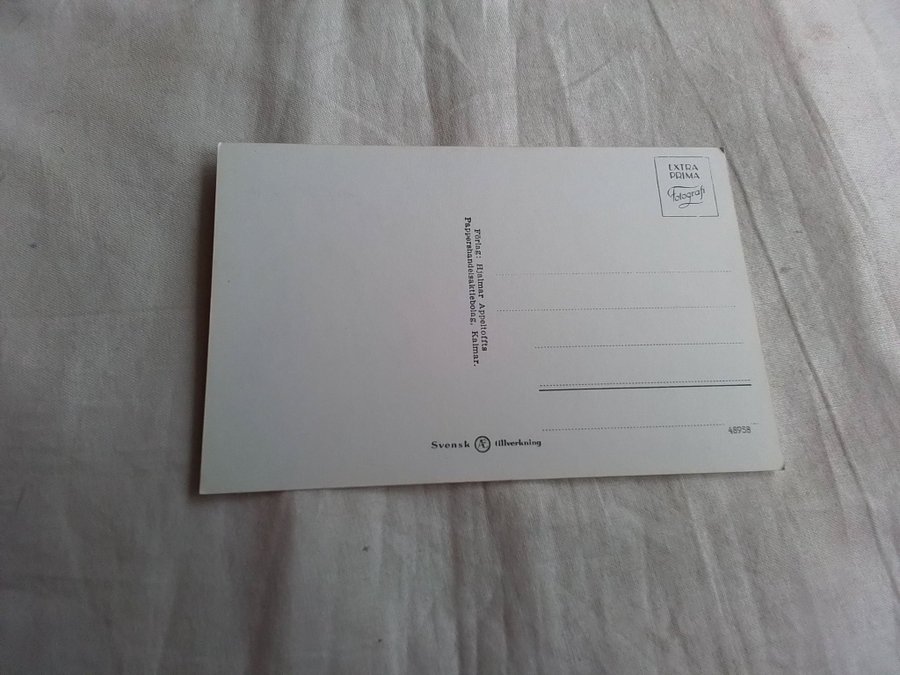 EXTRA
PRIMA
Fotografi
Förlag: Hjalmar Appeltoffts
Pappershandelsaktiebolag, Kalmar.
48958
Svensk Æ tillverkning